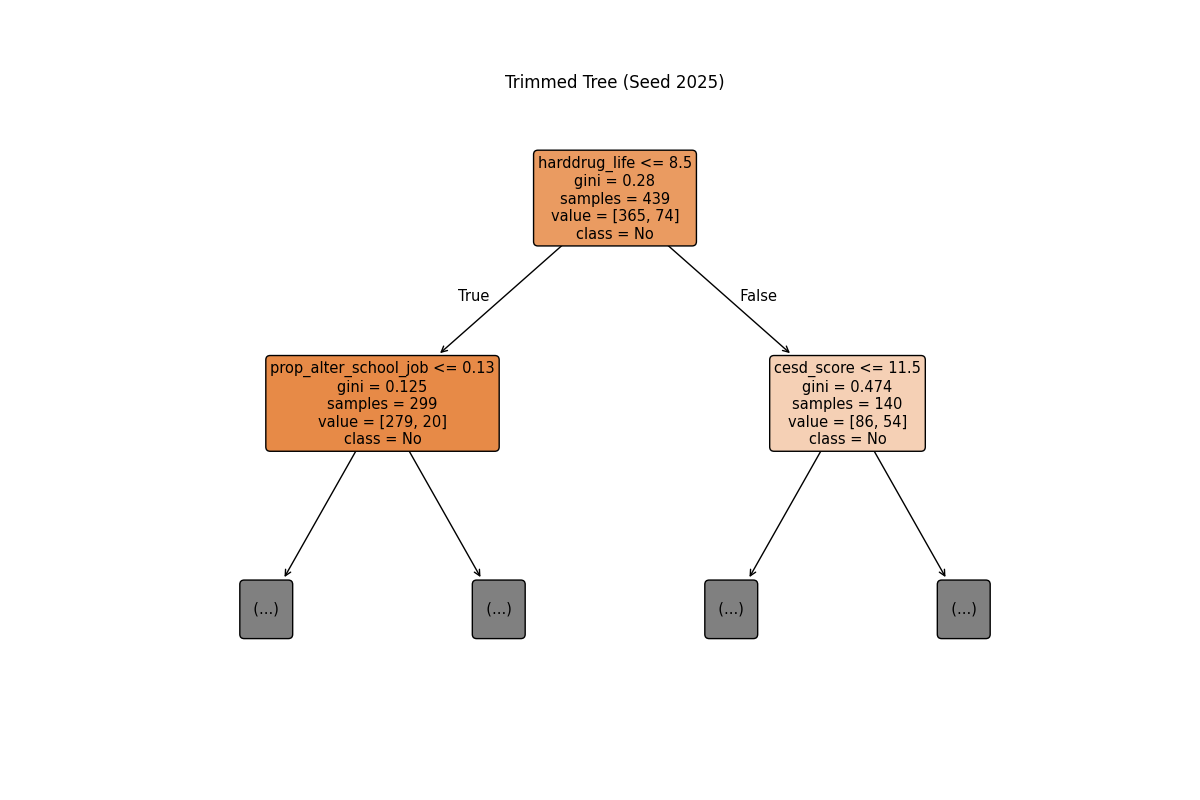 Trimmed Tree (Seed 2025)
harddrug_life <= 8.5
gini = 0.28
samples = 439
value = [365, 74]
class = No
True
False
prop_alter_school_job <= 0.13
gini = 0.125
samples = 299
value = [279, 20]
class = No
cesd_score <= 11.5
gini = 0.474
samples = 140
value = [86, 54]
class = No
(...)
(...)
(...)
(...)